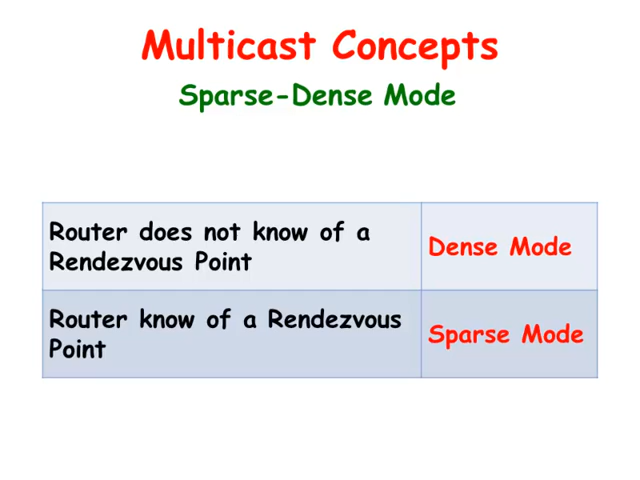 Multicast Concepts
Sparse-Dense Mode
Router does not know of a
Rendezvous Point
Dense Mode
Router know of a Rendezvous
Point
Sparse Mode